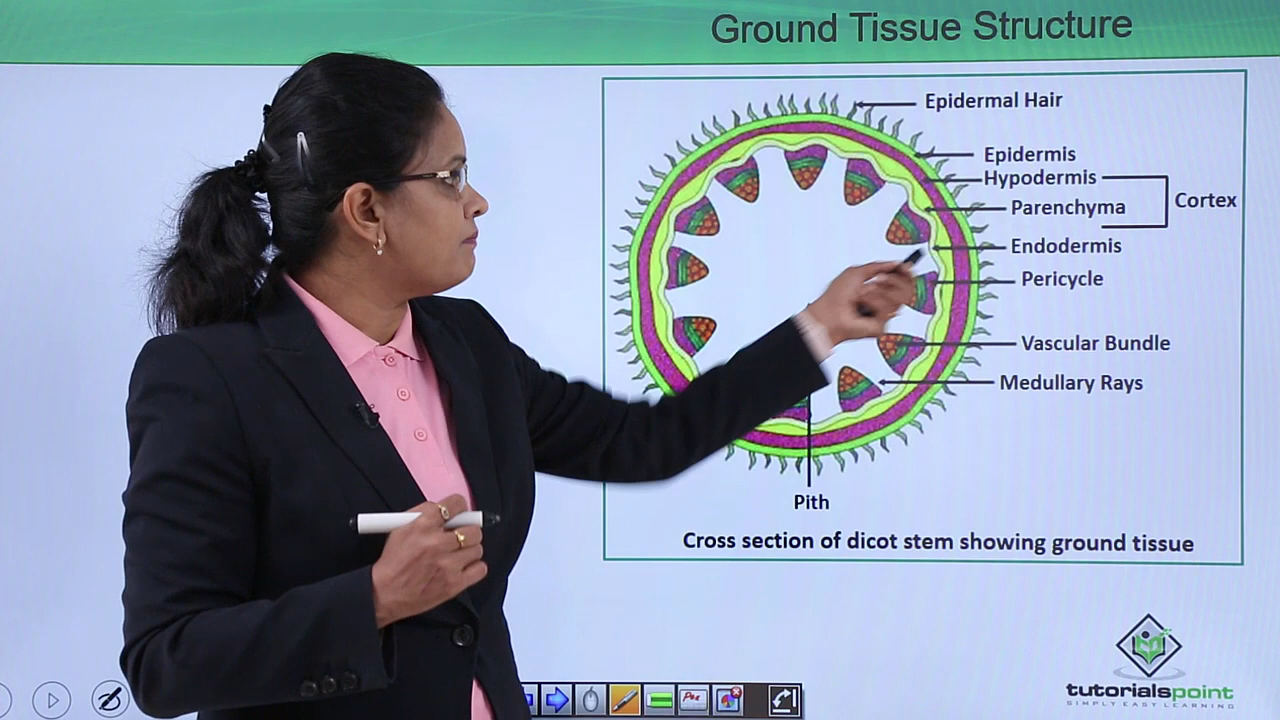 Ground Tissue Structure
Epidermal Hair
Epidermis
Hypodermis
Cortex
Parenchyma
Endodermis
Pericycle
Vascular Bundle
Medullary Rays
Pith
Cross section of dicot stem showing ground tissue
tutorialspoint
SIMPLY EASY LEARNING